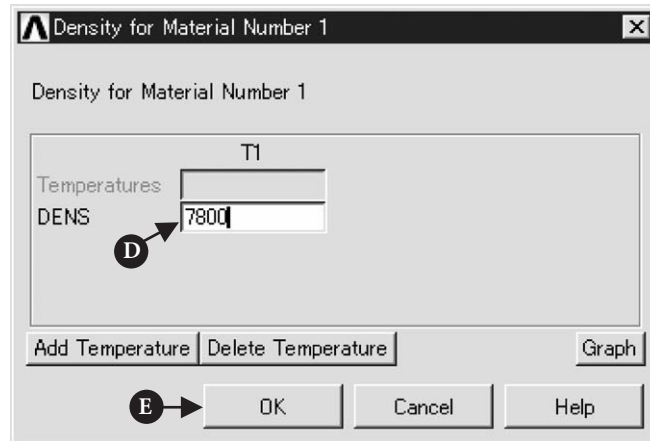 Density for Material Number 1
Density for Material Number 1
T1
Temperatures
DENS 7800
D
Add Temperature Delete Temperature Graph
E OK Cancel Help